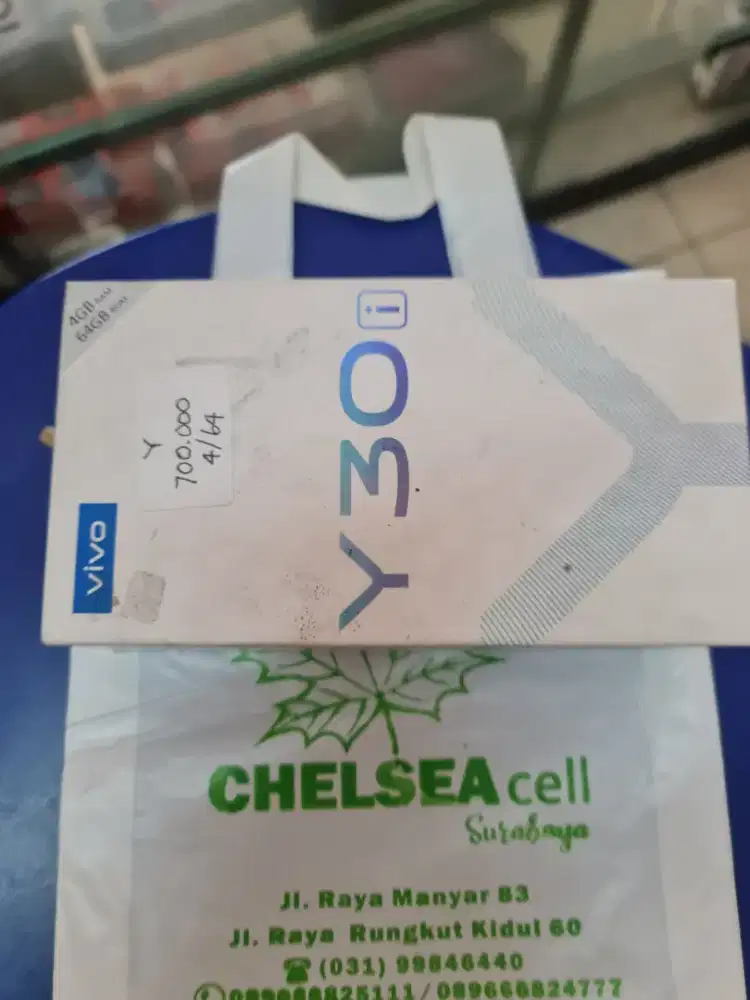 4GB RAM
64GB ROM
Y
700.000
4/64
vivo
Y30i
CHELSEA cell
Surabaya
Jl. Raya Manyar 83
Jl. Raya Rungkut Kidul 60
(031) 99846440
089666824777